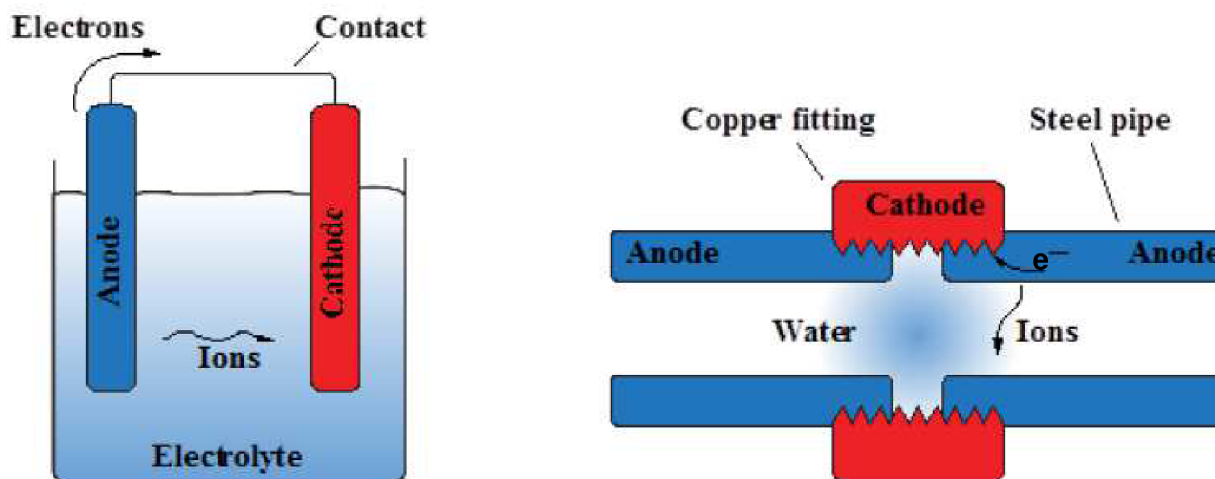 Electrons
Contact
Anode
Cathode
Ions
Electrolyte
Copper fitting
Steel pipe
Cathode
Anode
e—
Anode
Water
Ions